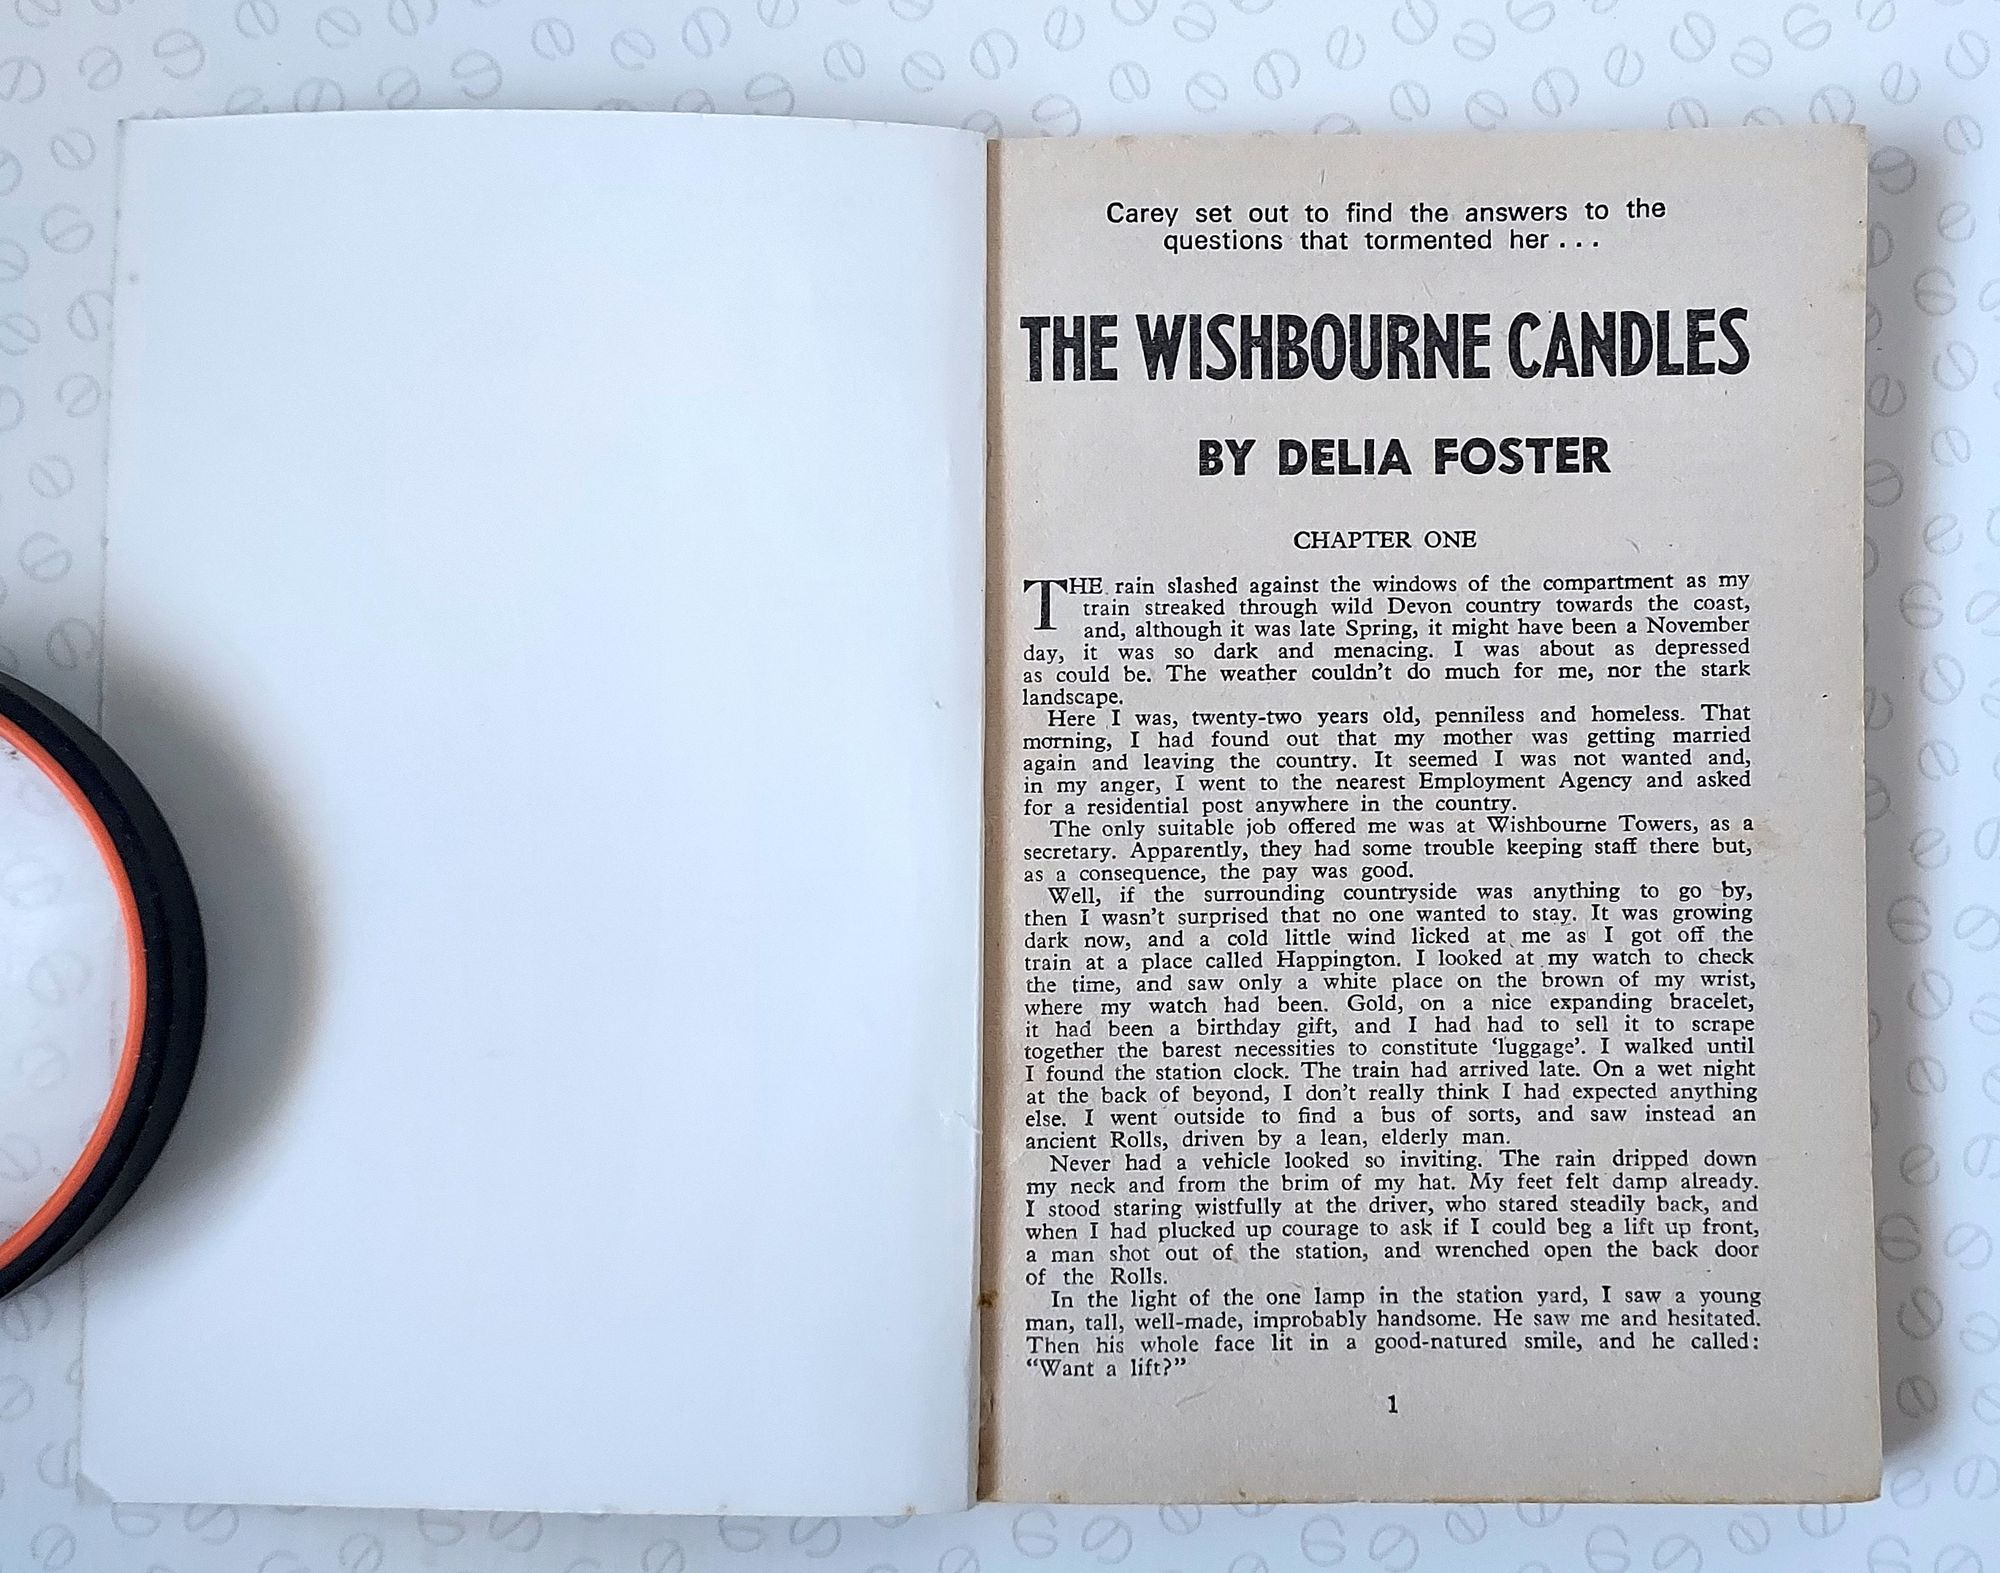 Carey set out to find the answers to the
questions that tormented her . . .
THE WISHBOURNE CANDLES
BY DELIA FOSTER
CHAPTER ONE
THE rain slashed against the windows of the compartment as my
train streaked through wild Devon country towards the coast,
and, although it was late Spring, it might have been a November
day, it was so dark and menacing. I was about as depressed
as could be. The weather couldn't do much for me, nor the stark
landscape.
Here I was, twenty-two years old, penniless and homeless. That
morning, I had found out that my mother was getting married
again and leaving the country. It seemed I was not wanted and,
in my anger, I went to the nearest Employment Agency and asked
for a residential post anywhere in the country.
The only suitable job offered me was at Wishbourne Towers, as a
secretary. Apparently, they had some trouble keeping staff there but,
as a consequence, the pay was good.
Well, if the surrounding countryside was anything to go by,
then I wasn't surprised that no one wanted to stay. It was growing
dark now, and a cold little wind licked at me as I got off the
train at a place called Happington. I looked at my watch to check
the time, and saw only a white place on the brown of my wrist,
where my watch had been. Gold, on a nice expanding bracelet,
it had been a birthday gift, and I had had to sell it to scrape
together the barest necessities to constitute 'luggage'. I walked until
I found the station clock. The train had arrived late. On a wet night
at the back of beyond, I don't really think I had expected anything
else. I went outside to find a bus of sorts, and saw instead an
ancient Rolls, driven by a lean, elderly man.
Never had a vehicle looked so inviting. The rain dripped down
my neck and from the brim of my hat. My feet felt damp already.
I stood staring wistfully at the driver, who stared steadily back, and
when I had plucked up courage to ask if I could beg a lift up front,
a man shot out of the station, and wrenched open the back door
of the Rolls.
In the light of the one lamp in the station yard, I saw a young
man, tall, well-made, improbably handsome. He saw me and hesitated.
Then his whole face lit in a good-natured smile, and he called:
"Want a lift?"
1